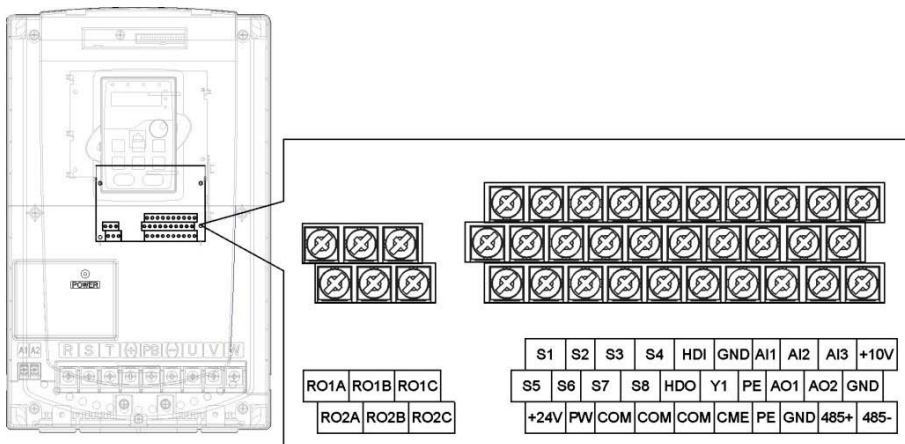 POWER
A1 A2 R S T (+) PB (-) U V W
RO1A RO1B RO1C
RO2A RO2B RO2C
S1 S2 S3 S4 HDI GND AI1 AI2 AI3 +10V
S5 S6 S7 S8 HDO Y1 PE AO1 AO2 GND
+24V PW COM COM COM CME PE GND 485+ 485-